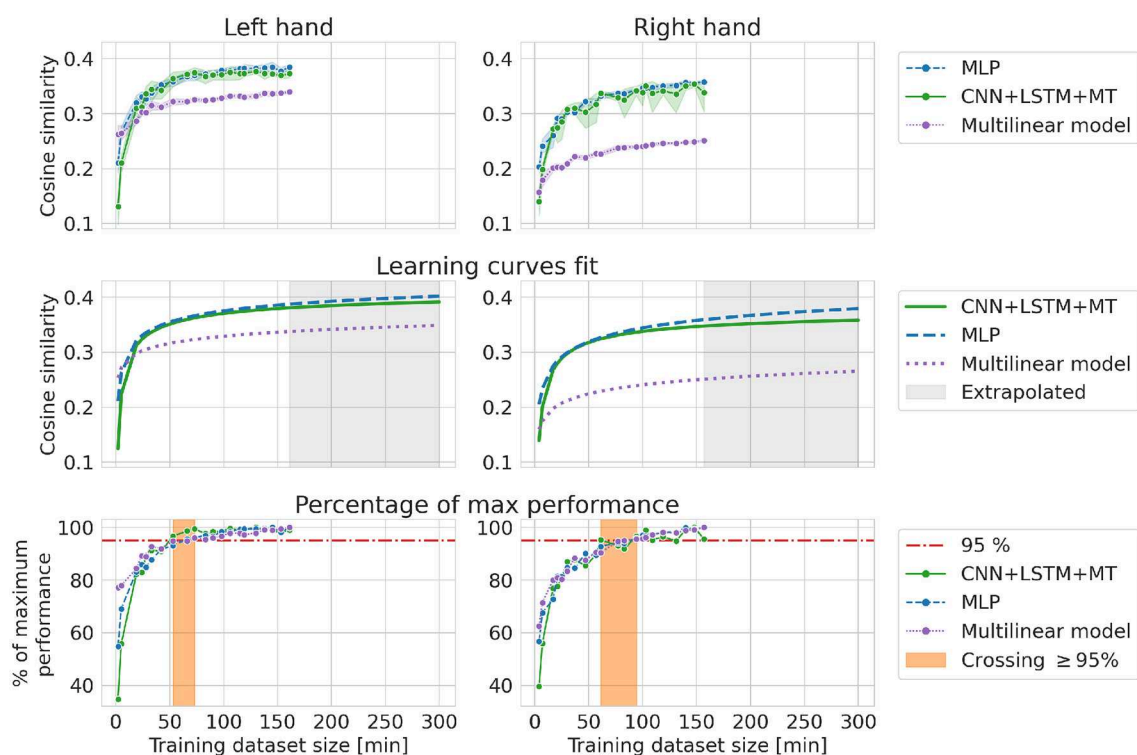 Left hand
Right hand
Cosine similarity
0.4
0.3
0.2
0.1
0.4
0.3
0.2
0.1
MLP
CNN+LSTM+MT
Multilinear model
Learning curves fit
Cosine similarity
0.4
0.3
0.2
0.1
0.4
0.3
0.2
0.1
CNN+LSTM+MT
MLP
Multilinear model
Extrapolated
Percentage of max performance
% of maximum
performance
100
80
60
40
100
80
60
40
95 %
CNN+LSTM+MT
MLP
Multilinear model
Crossing ≥95%
0 50 100 150 200 250 300
0 50 100 150 200 250 300
Training dataset size [min]
Training dataset size [min]